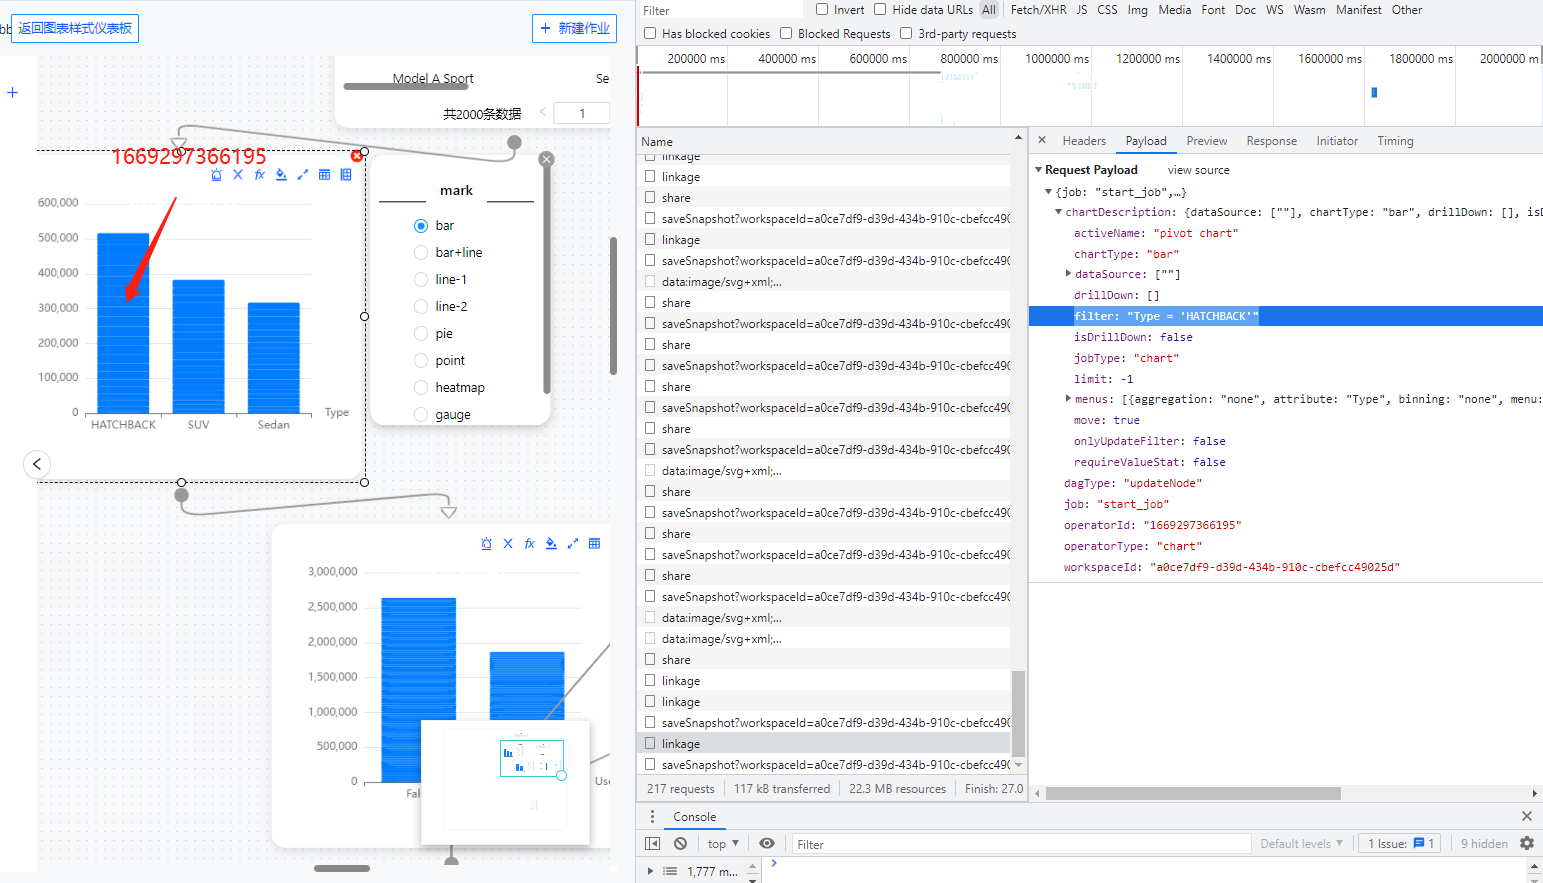 bb
返回图表样式仪表板
+ 新建作业
Model A Sport
Se
共2000条数据
1
1669297366195
mark
bar
bar+line
line-1
line-2
pie
point
heatmap
gauge
600,000
500,000
400,000
300,000
200,000
100,000
0
HATCHBACK
SUV
Sedan
Type
3,000,000
2,500,000
2,000,000
1,500,000
1,000,000
500,000
0
Fal
Use
Filter
Invert
Hide data URLs
All
Fetch/XHR
JS
CSS
Img
Media
Font
Doc
WS
Wasm
Manifest
Other
Has blocked cookies
Blocked Requests
3rd-party requests
200000 ms
400000 ms
600000 ms
800000 ms
1000000 ms
1200000 ms
1400000 ms
1600000 ms
1800000 ms
2000000 m
Name
linkage
linkage
share
saveSnapshot?workspaceId=a0ce7df9-d39d-434b-910c-cbefcc490
linkage
saveSnapshot?workspaceId=a0ce7df9-d39d-434b-910c-cbefcc490
data:image/svg+xml;...
share
saveSnapshot?workspaceId=a0ce7df9-d39d-434b-910c-cbefcc490
share
saveSnapshot?workspaceId=a0ce7df9-d39d-434b-910c-cbefcc490
share
saveSnapshot?workspaceId=a0ce7df9-d39d-434b-910c-cbefcc490
share
saveSnapshot?workspaceId=a0ce7df9-d39d-434b-910c-cbefcc490
data:image/svg+xml;...
share
saveSnapshot?workspaceId=a0ce7df9-d39d-434b-910c-cbefcc490
share
saveSnapshot?workspaceId=a0ce7df9-d39d-434b-910c-cbefcc490
share
saveSnapshot?workspaceId=a0ce7df9-d39d-434b-910c-cbefcc490
data:image/svg+xml;...
data:image/svg+xml;...
share
linkage
linkage
saveSnapshot?workspaceId=a0ce7df9-d39d-434b-910c-cbefcc490
linkage
saveSnapshot?workspaceId=a0ce7df9-d39d-434b-910c-cbefcc490
217 requests
117 kB transferred
22.3 MB resources
Finish: 27.0
Headers
Payload
Preview
Response
Initiator
Timing
Request Payload
view source
{job: "start_job",…}
chartDescription: {dataSource: [""], chartType: "bar", drillDown: [], isD
activeName: "pivot chart"
chartType: "bar"
dataSource: [""]
drillDown: []
filter: "Type = 'HATCHBACK'"
isDrillDown: false
jobType: "chart"
limit: -1
menus: [{aggregation: "none", attribute: "Type", binning: "none", menu:
move: true
onlyUpdateFilter: false
requireValueStat: false
dagType: "updateNode"
job: "start_job"
operatorId: "1669297366195"
operatorType: "chart"
workspaceId: "a0ce7df9-d39d-434b-910c-cbefcc49025d"
Console
top
Filter
Default levels
1 Issue:
1
9 hidden
1,777 m...